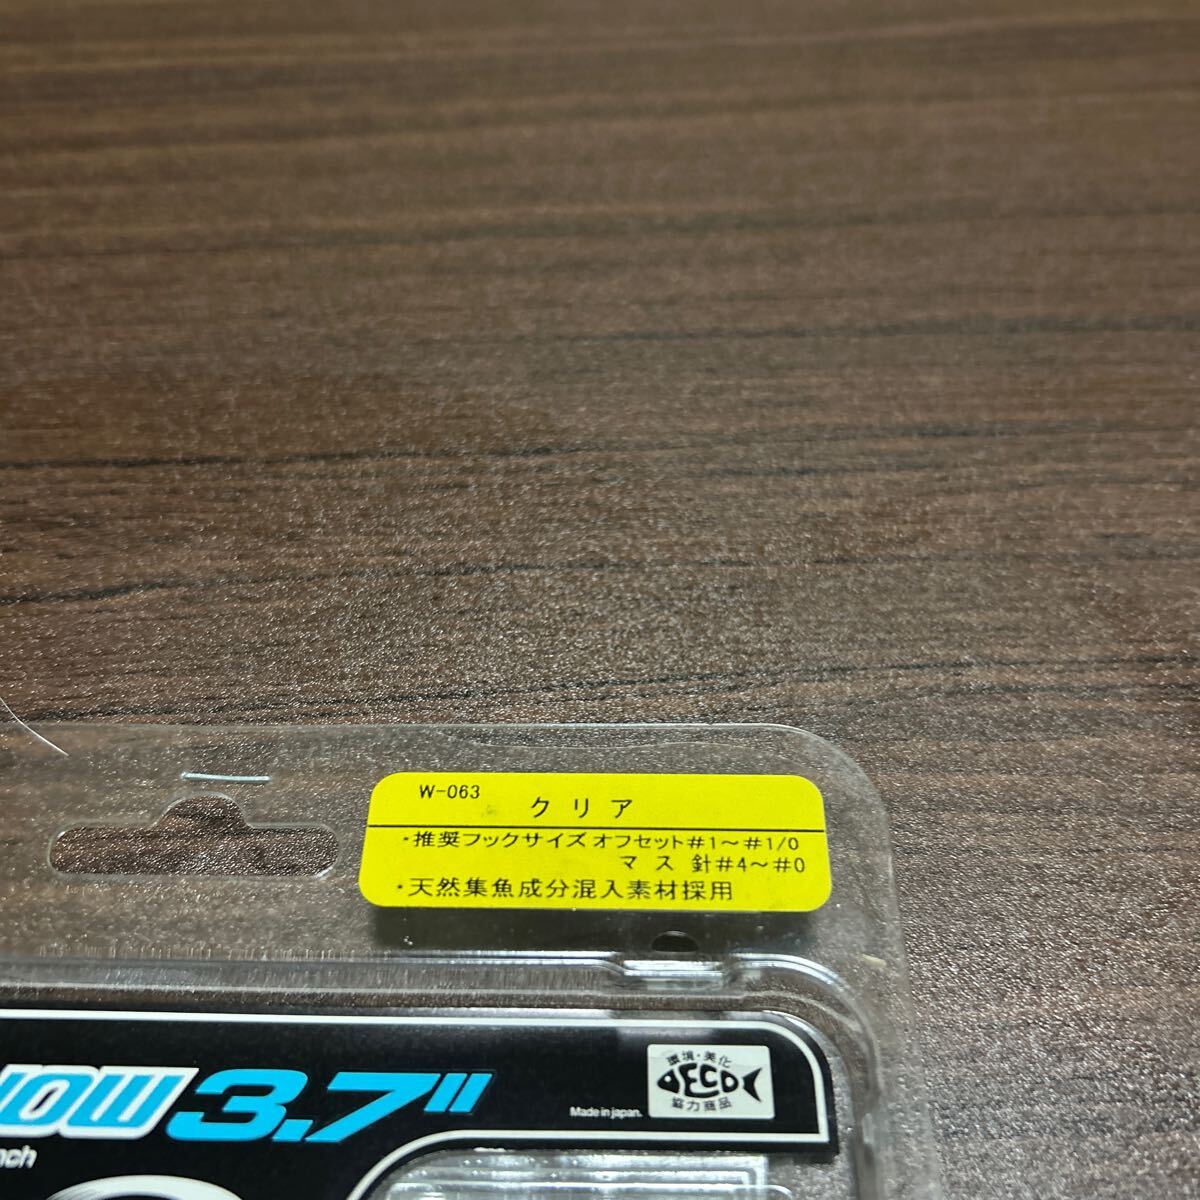 W-063
クリア
・推奨フックサイズ オフセット#1～#1/0
マス針#4～#0
・天然集魚成分混入素材採用
環境・美化
ECO
協力商品
Made in japan.
3.7"